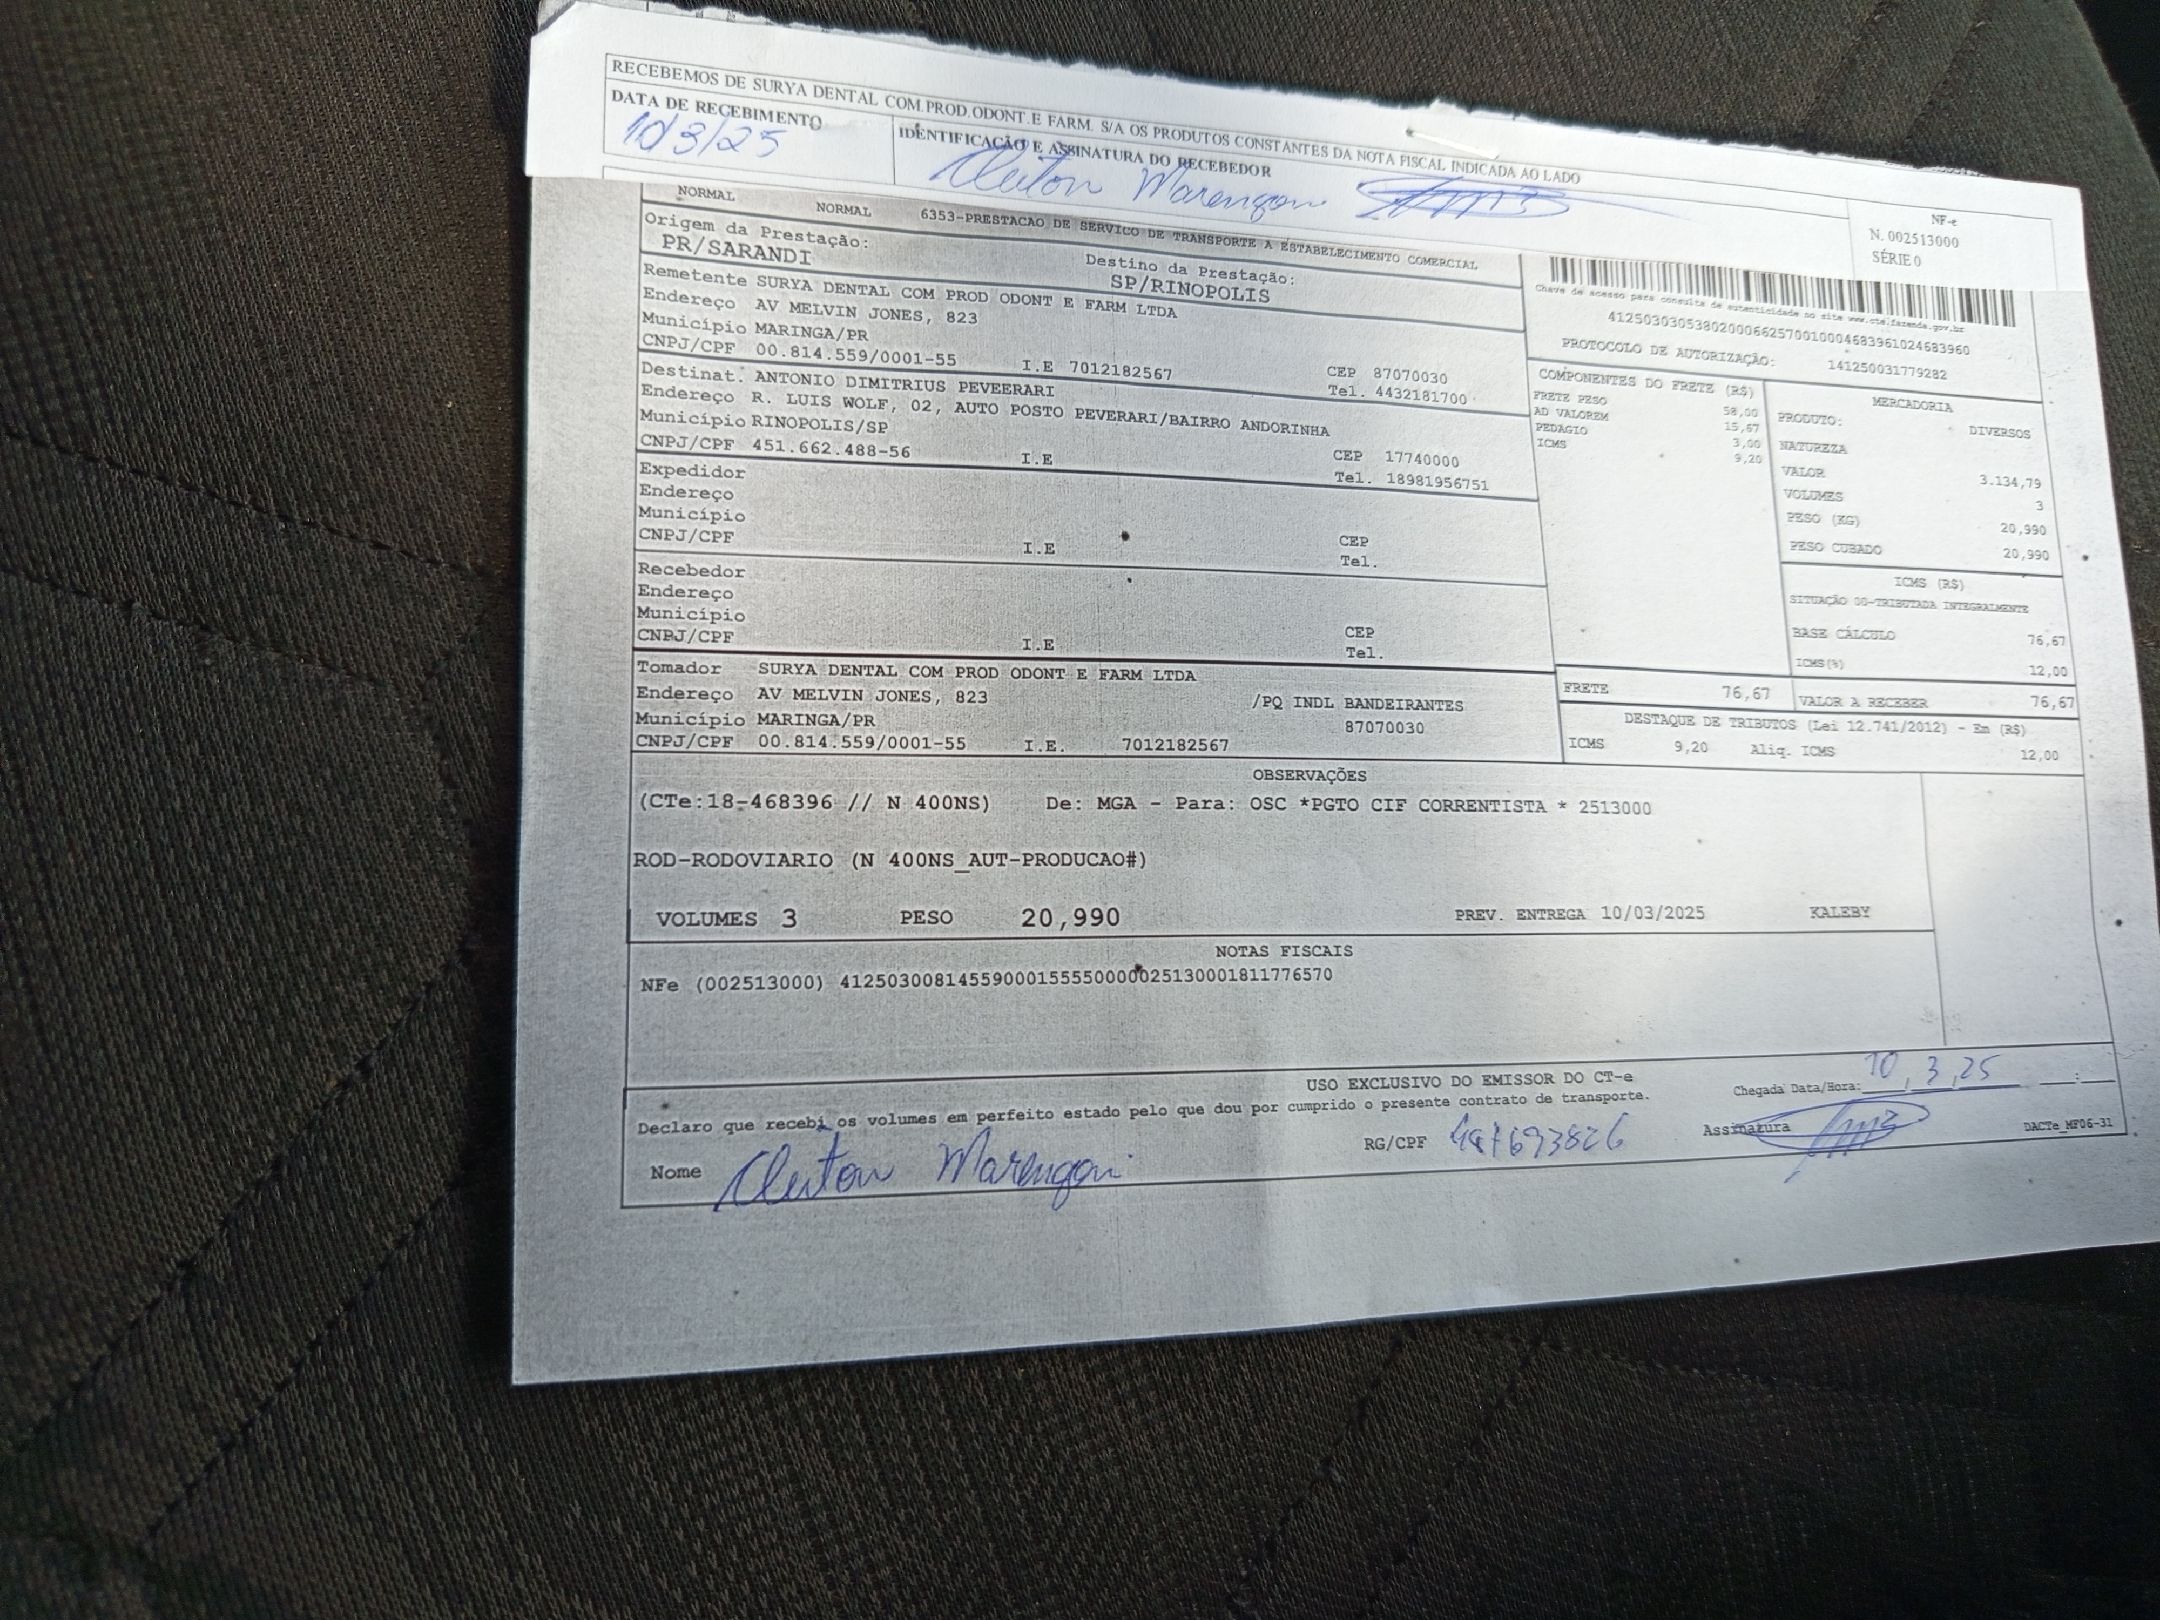 RECEBEMOS DE SURYA DENTAL COM.PROD.ODONT.E FARM. S/A OS PRODUTOS CONSTANTES DA NOTA FISCAL INDICADA AO LADO
DATA DE RECEBIMENTO
10/3/25
IDENTIFICAÇÃO E ASSINATURA DO RECEBEDOR
Cleiton Marengoni
NF-e
N. 002513000
SÉRIE 0
NORMAL NORMAL 6353-PRESTACAO DE SERVICO DE TRANSPORTE A ESTABELECIMENTO COMERCIAL
Origem da Prestação:
PR/SARANDI
Destino da Prestação:
SP/RINOPOLIS
Remetente SURYA DENTAL COM PROD ODONT E FARM LTDA
Endereço AV MELVIN JONES, 823
Município MARINGA/PR
CNPJ/CPF 00.814.559/0001-55 I.E 7012182567
CEP 87070030
Tel. 4432181700
Destinat. ANTONIO DIMITRIUS PEVEERARI
Endereço R. LUIS WOLF, 02, AUTO POSTO PEVERARI/BAIRRO ANDORINHA
Município RINOPOLIS/SP
CNPJ/CPF 451.662.488-56 I.E
CEP 17740000
Tel. 18981956751
Expedidor
Endereço
Município
CNPJ/CPF I.E
CEP
Tel.
Recebedor
Endereço
Município
CNPJ/CPF I.E
CEP
Tel.
Tomador SURYA DENTAL COM PROD ODONT E FARM LTDA
Endereço AV MELVIN JONES, 823 /PQ INDL BANDEIRANTES
Município MARINGA/PR 87070030
CNPJ/CPF 00.814.559/0001-55 I.E. 7012182567
Chave de acesso para consulta de autenticidade no site www.cte.fazenda.gov.br
41250303053802000662570010004683961024683960
PROTOCOLO DE AUTORIZAÇÃO: 141250031779282
COMPONENTES DO FRETE (R$)
FRETE PESO 58,00
AD VALOREM 15,67
PEDAGIO 3,00
ICMS 9,20
MERCADORIA
PRODUTO: DIVERSOS
NATUREZA
VALOR 3.134,79
VOLUMES 3
PESO (KG) 20,990
PESO CUBADO 20,990
ICMS (R$)
SITUAÇÃO 00-TRIBUTADA INTEGRALMENTE
BASE CÁLCULO 76,67
ICMS(%) 12,00
FRETE 76,67 VALOR A RECEBER 76,67
DESTAQUE DE TRIBUTOS (Lei 12.741/2012) - Em (R$)
ICMS 9,20 Aliq. ICMS 12,00
OBSERVAÇÕES
(CTe:18-468396 // N 400NS) De: MGA - Para: OSC *PGTO CIF CORRENTISTA * 2513000
ROD-RODOVIARIO (N 400NS_AUT-PRODUCAO#)
VOLUMES 3 PESO 20,990 PREV. ENTREGA 10/03/2025 KALEBY
NOTAS FISCAIS
NFe (002513000) 41250300814559000155550000025130001811776570
USO EXCLUSIVO DO EMISSOR DO CT-e
Declaro que recebi os volumes em perfeito estado pelo que dou por cumprido o presente contrato de transporte.
Chegada Data/Hora: 10, 3, 25 :
Nome Cleiton Marengoni
RG/CPF
Assinatura
DACTe_MF06-31